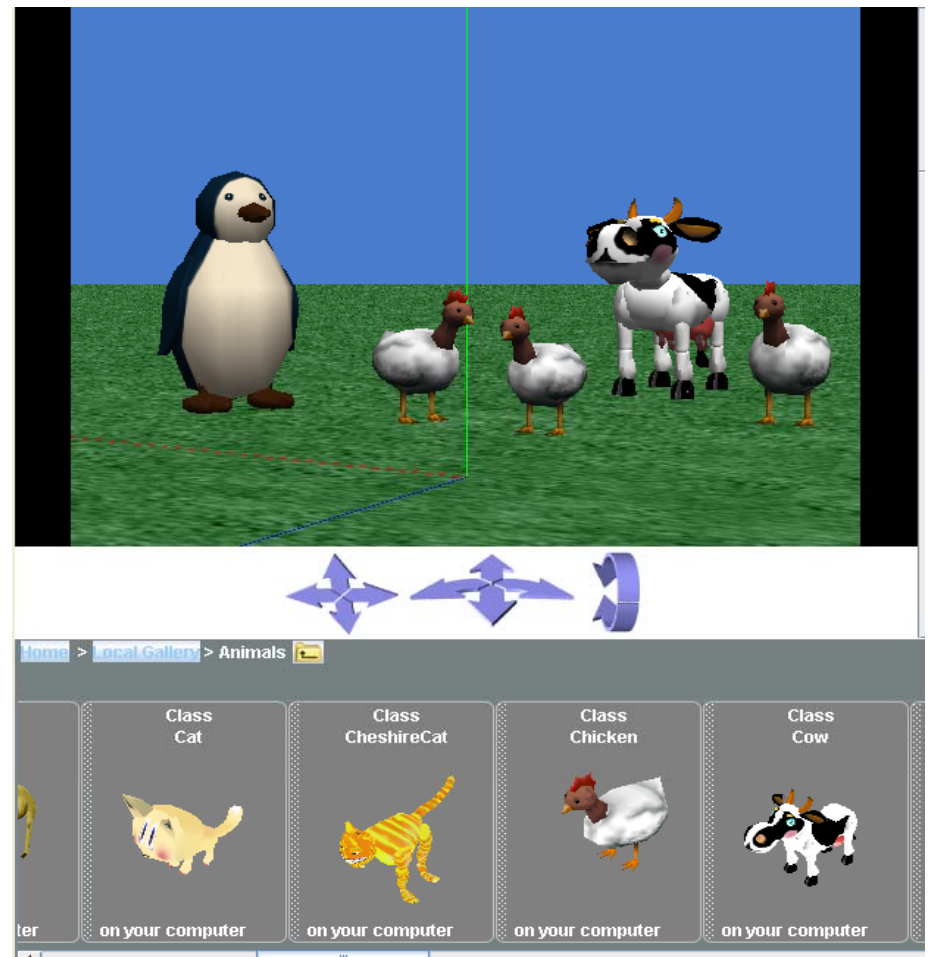 Home > Local Gallery > Animals
Class
Cat
on your computer
Class
CheshireCat
on your computer
Class
Chicken
on your computer
Class
Cow
on your computer